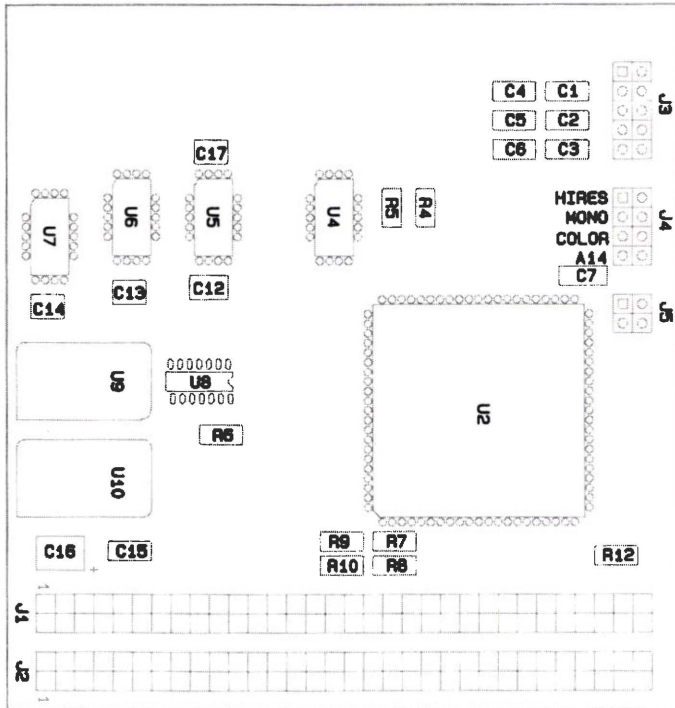 C4 C1
C5 C2
C6 C3
J3
C17
HIRES
MONO
COLOR
A14
J4
U7
U6
U5
U4
R5
R4
C7
C14
C13
C12
J5
U9
U8
U2
R6
U10
C16
+
C15
R9 R7
R10 R8
R12
1
J1
J2
1